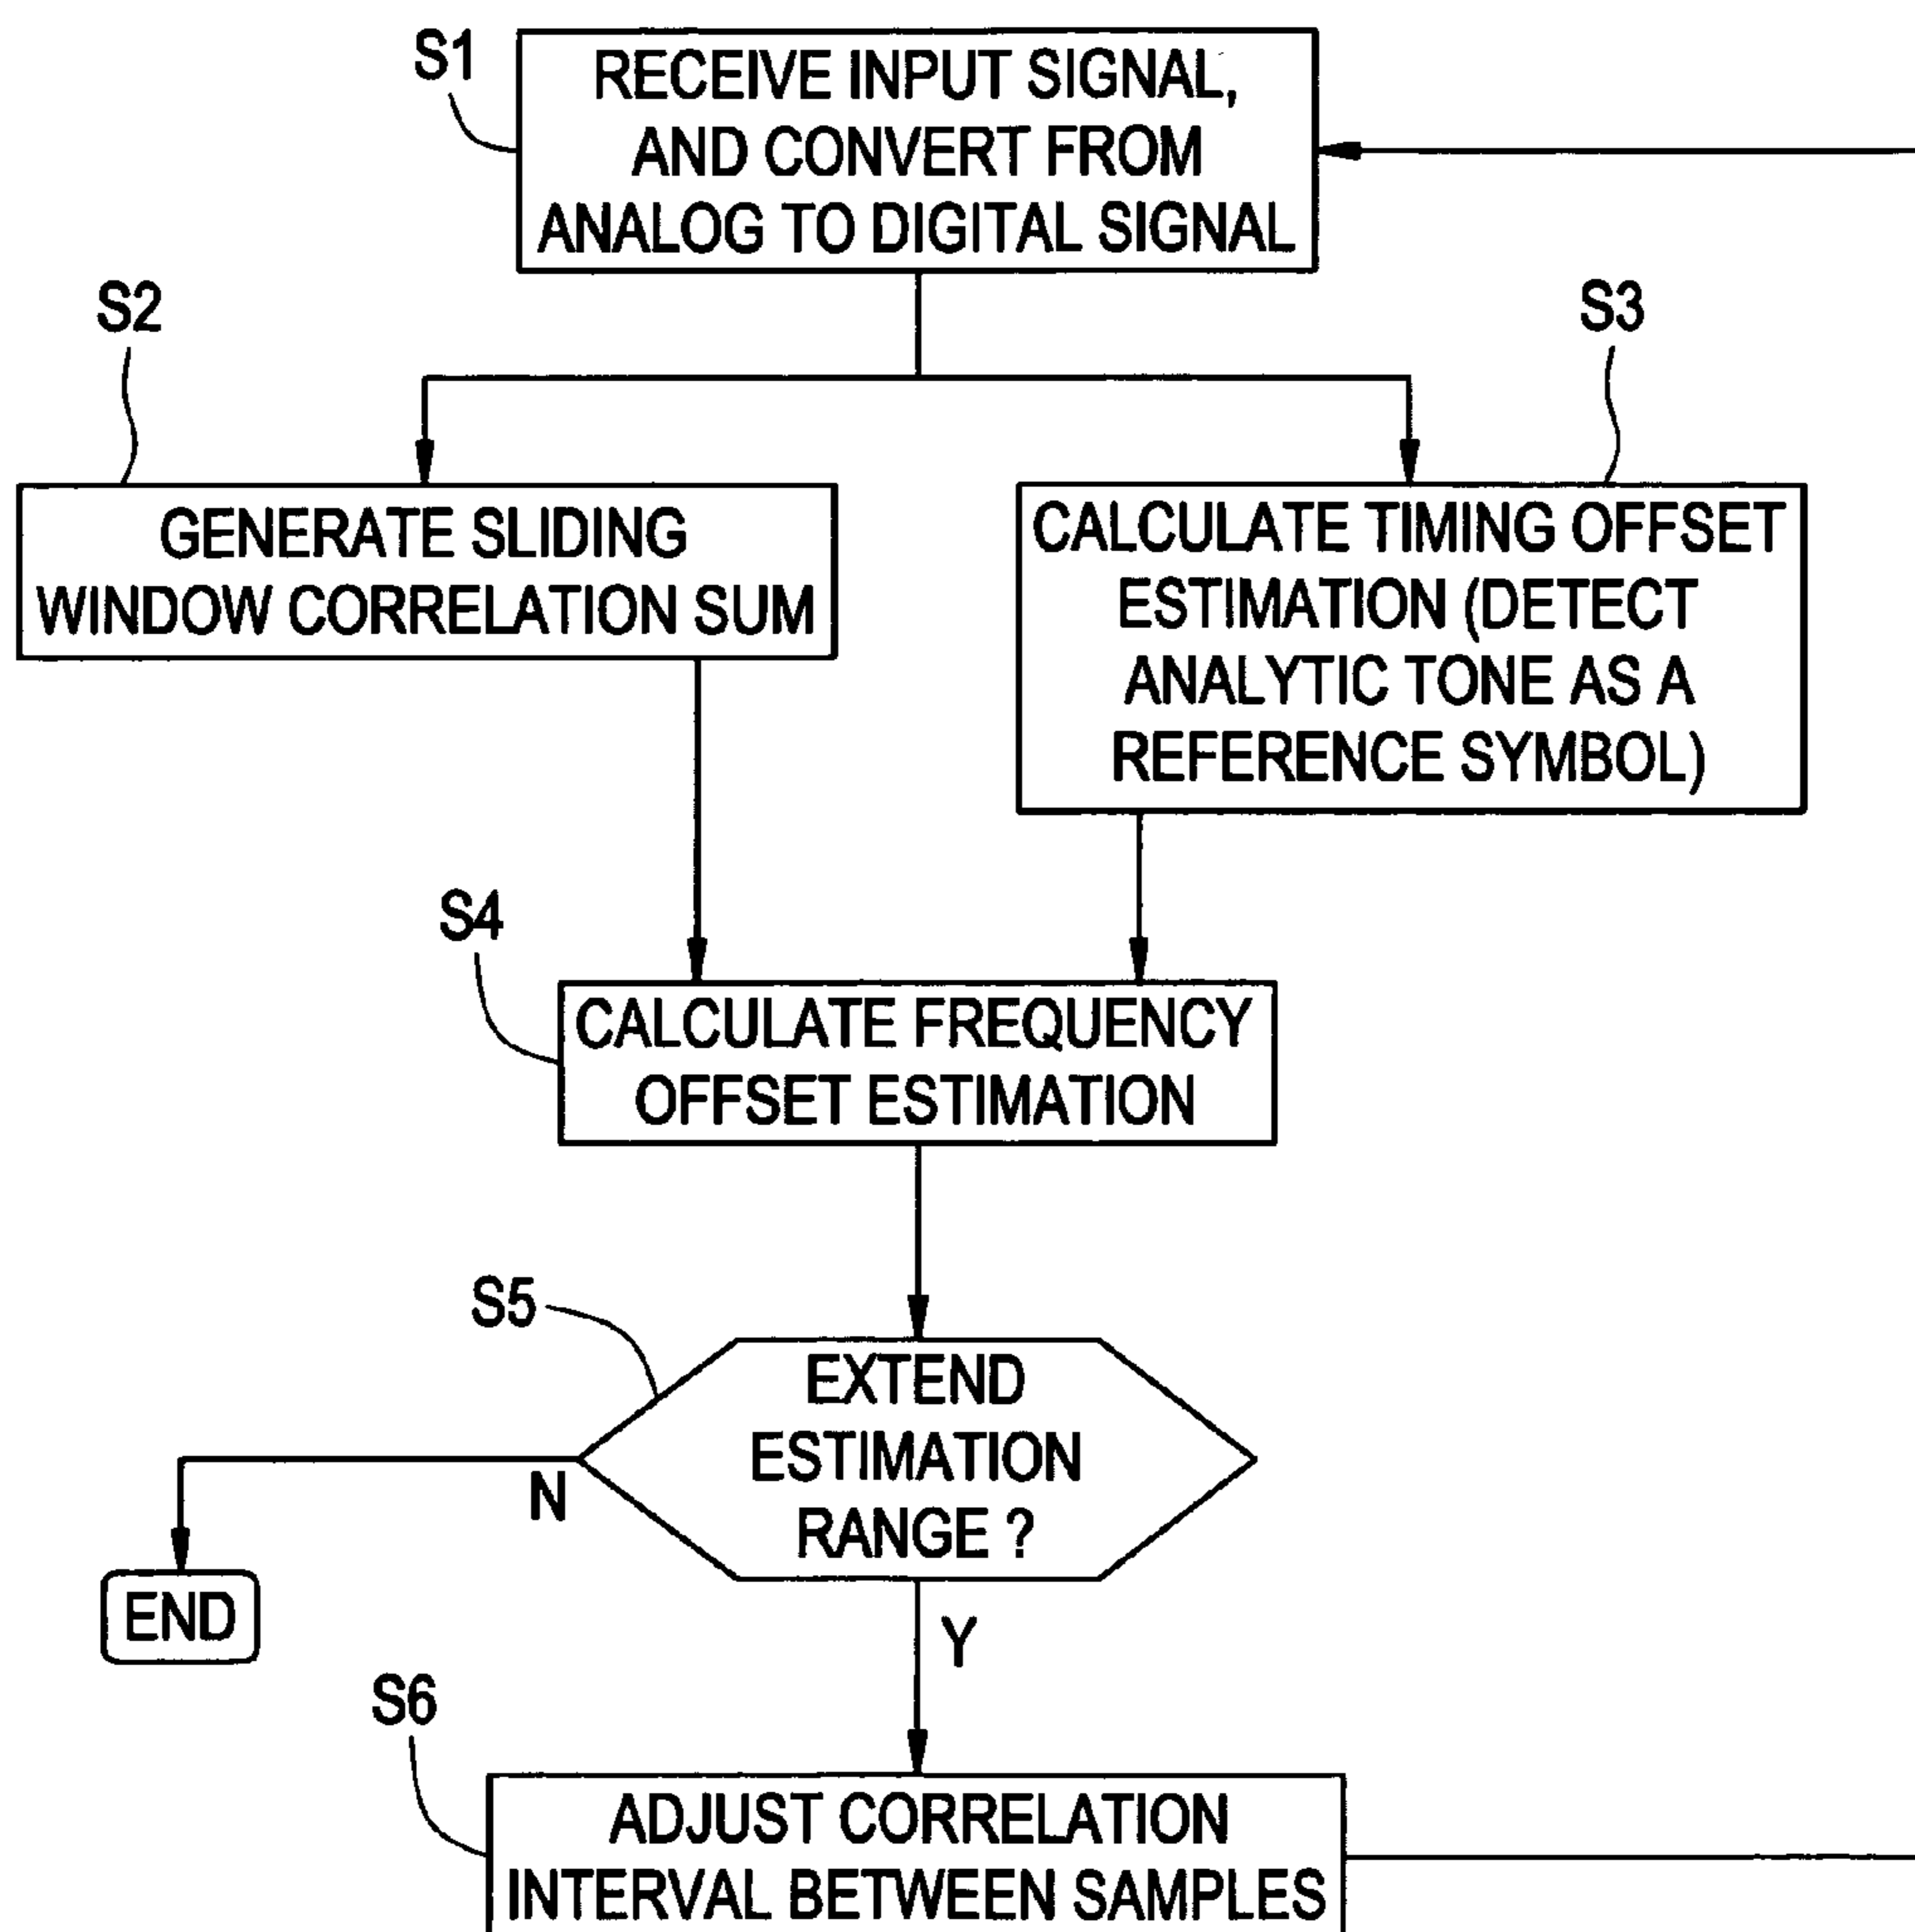 S1
RECEIVE INPUT SIGNAL,
AND CONVERT FROM
ANALOG TO DIGITAL SIGNAL
S2
S3
GENERATE SLIDING
WINDOW CORRELATION SUM
CALCULATE TIMING OFFSET
ESTIMATION (DETECT
ANALYTIC TONE AS A
REFERENCE SYMBOL)
S4
CALCULATE FREQUENCY
OFFSET ESTIMATION
S5
EXTEND
ESTIMATION
RANGE ?
N
END
Y
S6
ADJUST CORRELATION
INTERVAL BETWEEN SAMPLES